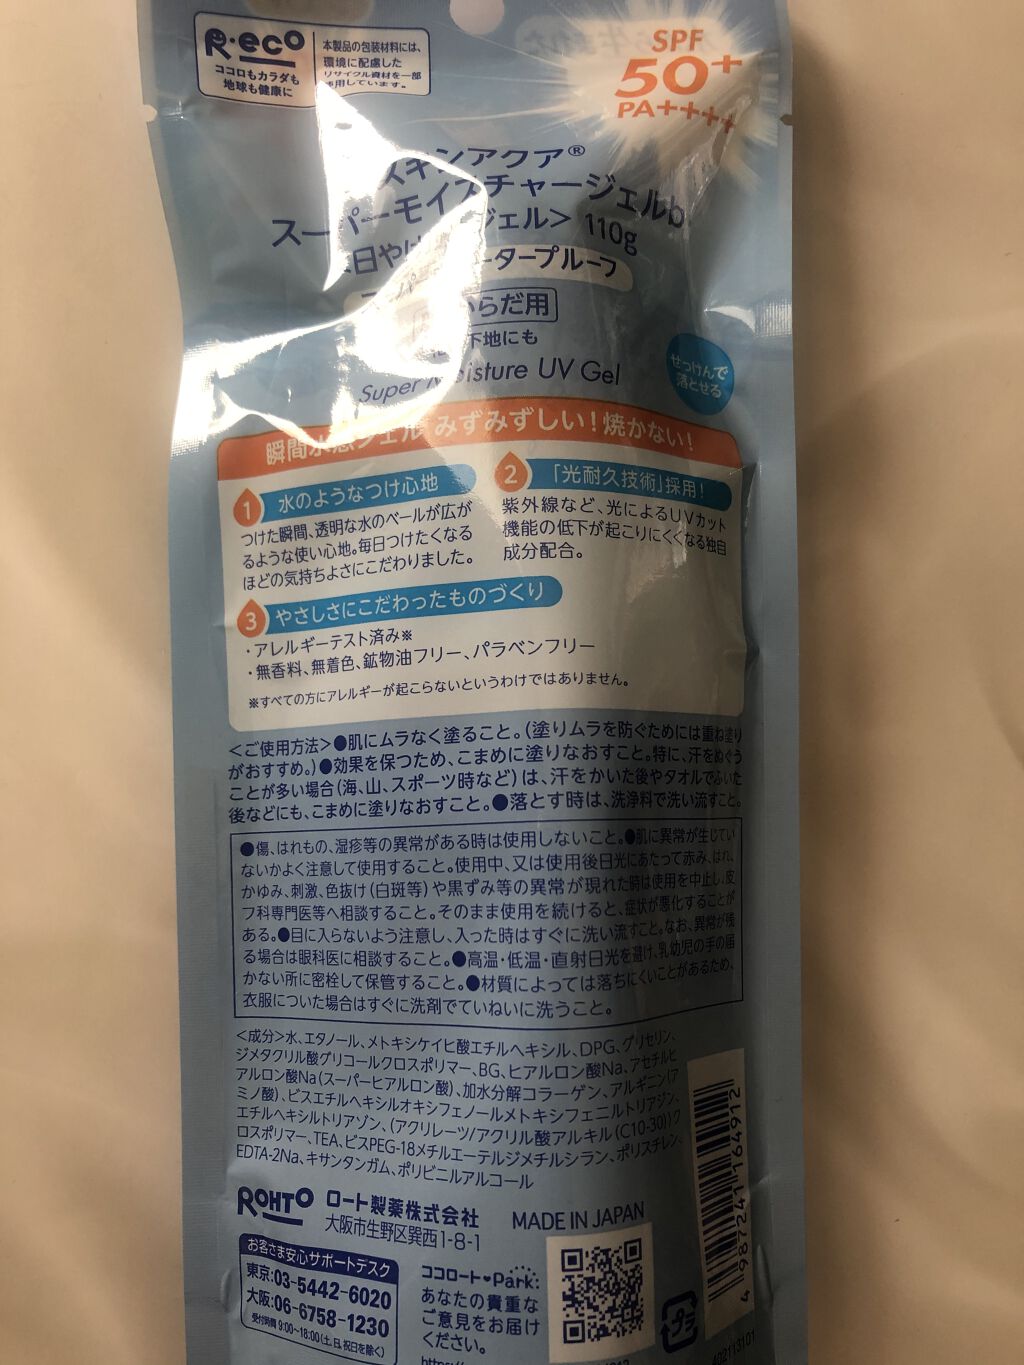 R・eco
ココロもカラダも
地球も健康に
本製品の包装材料には、
環境に配慮した
リサイクル資材を一部
使用しています。
SPF
50+
PA++++
スキンアクア®
スーパーモイスチャージェルb
ジェル> 110g
日やけ
ータープルーフ
からだ用
下地にも
Super Moisture UV Gel
せっけんで
落とせる
瞬間水感ジェル みずみずしい!焼かない!
1 水のようなつけ心地
つけた瞬間、透明な水のベールが広が
るような使い心地。毎日つけたくなる
ほどの気持ちよさにこだわりました。
2 「光耐久技術」採用!
紫外線など、光によるUVカット
機能の低下が起こりにくくなる独自
成分配合。
3 やさしさにこだわったものづくり
・アレルギーテスト済み※
・無香料、無着色、鉱物油フリー、パラベンフリー
※すべての方にアレルギーが起こらないというわけではありません。
<ご使用方法>●肌にムラなく塗ること。(塗りムラを防ぐためには重ね塗り
がおすすめ。)●効果を保つため、こまめに塗りなおすこと。特に、汗をぬぐう
ことが多い場合(海、山、スポーツ時など)は、汗をかいた後やタオルでふいた
後などにも、こまめに塗りなおすこと。●落とす時は、洗浄料で洗い流すこと。
●傷、はれもの、湿疹等の異常がある時は使用しないこと。●肌に異常が生じてい
ないかよく注意して使用すること。使用中、又は使用後日光にあたって赤み、はれ、
かゆみ、刺激、色抜け(白斑等)や黒ずみ等の異常が現れた時は使用を中止し、皮
フ科専門医等へ相談すること。そのまま使用を続けると、症状が悪化することが
ある。●目に入らないよう注意し、入った時はすぐに洗い流すこと。なお、異常が残
る場合は眼科医に相談すること。●高温・低温・直射日光を避け、乳幼児の手の届
かない所に密栓して保管すること。●材質によっては落ちにくいことがあるため、
衣服についた場合はすぐに洗剤でていねいに洗うこと。
<成分>水、エタノール、メトキシケイヒ酸エチルヘキシル、DPG、グリセリン、
ジメタクリル酸グリコールクロスポリマー、BG、ヒアルロン酸Na、アセチルヒ
アルロン酸Na(スーパーヒアルロン酸)、加水分解コラーゲン、アルギニン(ア
ミノ酸)、ビスエチルヘキシルオキシフェノールメトキシフェニルトリアジン、
エチルヘキシルトリアゾン、(アクリレーツ/アクリル酸アルキル(C10-30))ク
ロスポリマー、TEA、ビスPEG-18メチルエーテルジメチルシラン、ポリスチレン、
EDTA-2Na、キサンタンガム、ポリビニルアルコール
ROHTO ロート製薬株式会社
大阪市生野区巽西1-8-1
MADE IN JAPAN
お客さま安心サポートデスク
東京:03-5442-6020
大阪:06-6758-1230
受付時間 9:00~18:00(土、日、祝日を除く)
ココロート♥Park:
あなたの貴重な
ご意見をお届け
ください。
プラ
4 987241 164912
402113101